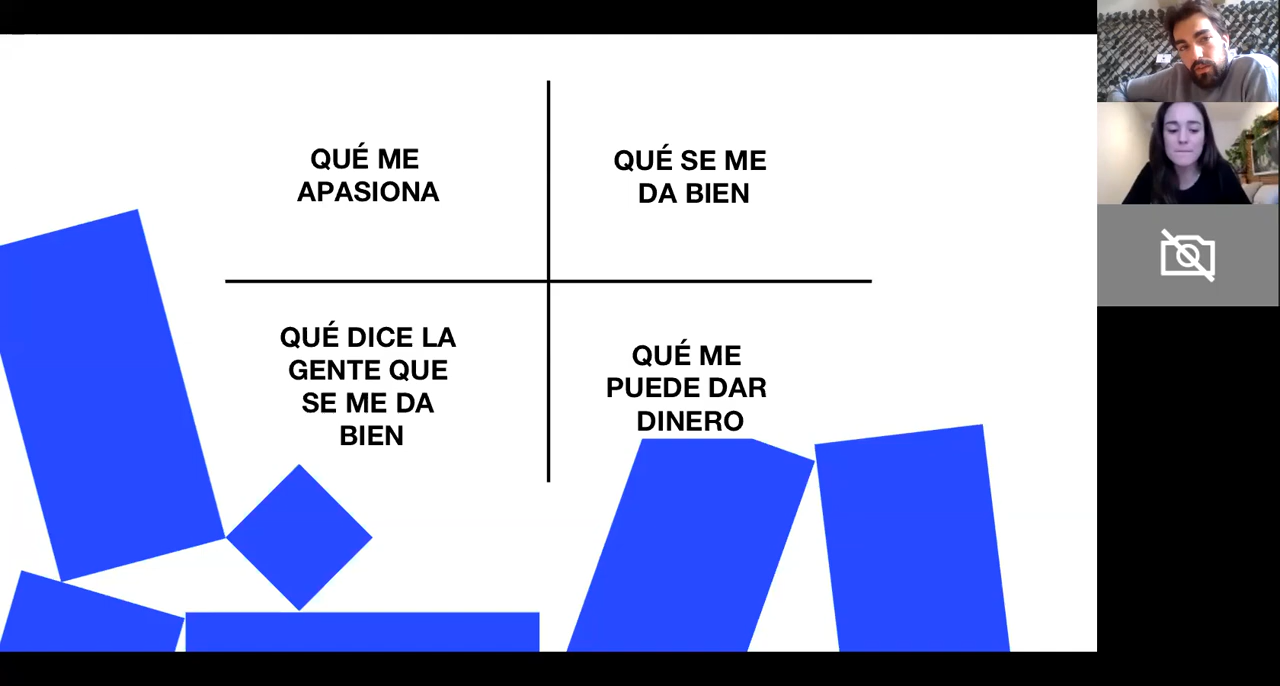 QUÉ ME
APASIONA
QUÉ SE ME
DA BIEN
QUÉ DICE LA
GENTE QUE
SE ME DA
BIEN
QUÉ ME
PUEDE DAR
DINERO